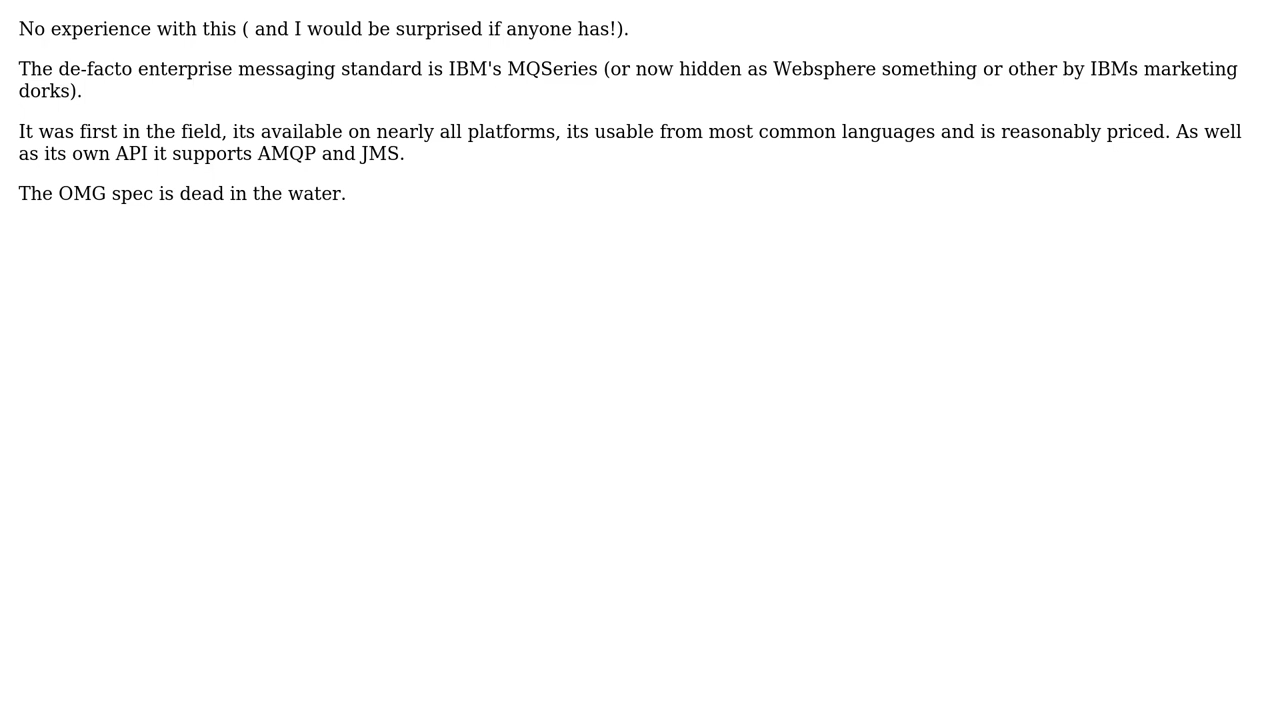 No experience with this ( and I would be surprised if anyone has!).
The de-facto enterprise messaging standard is IBM's MQSeries (or now hidden as Websphere something or other by IBMs marketing
dorks).
It was first in the field, its available on nearly all platforms, its usable from most common languages and is reasonably priced. As well
as its own API it supports AMQP and JMS.
The OMG spec is dead in the water.